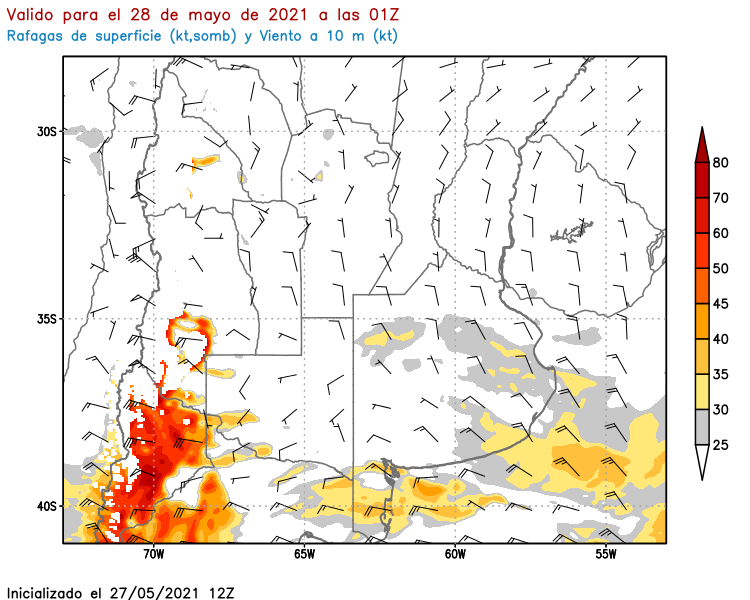 Valido para el 28 de mayo de 2021 a las 01Z
Rafagas de superficie (kt,somb) y Viento a 10 m (kt)
30S
35S
40S
70W 65W 60W 55W
80
70
60
50
45
40
35
30
25
Inicializado el 27/05/2021 12Z